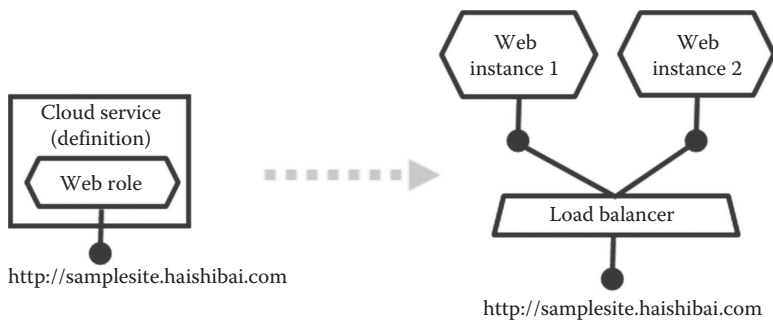 Cloud service
(definition)
Web role
http://samplesite.haishibai.com
Web
instance 1
Web
instance 2
Load balancer
http://samplesite.haishibai.com